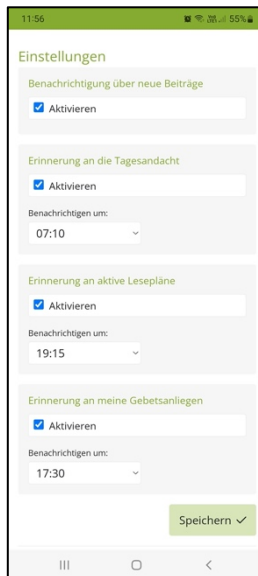 11:56
55%
Einstellungen
Benachrichtigung über neue Beiträge
Aktivieren
Erinnerung an die Tagesandacht
Aktivieren
Benachrichtigen um:
07:10
Erinnerung an aktive Lesepläne
Aktivieren
Benachrichtigen um:
19:15
Erinnerung an meine Gebetsanliegen
Aktivieren
Benachrichtigen um:
17:30
Speichern